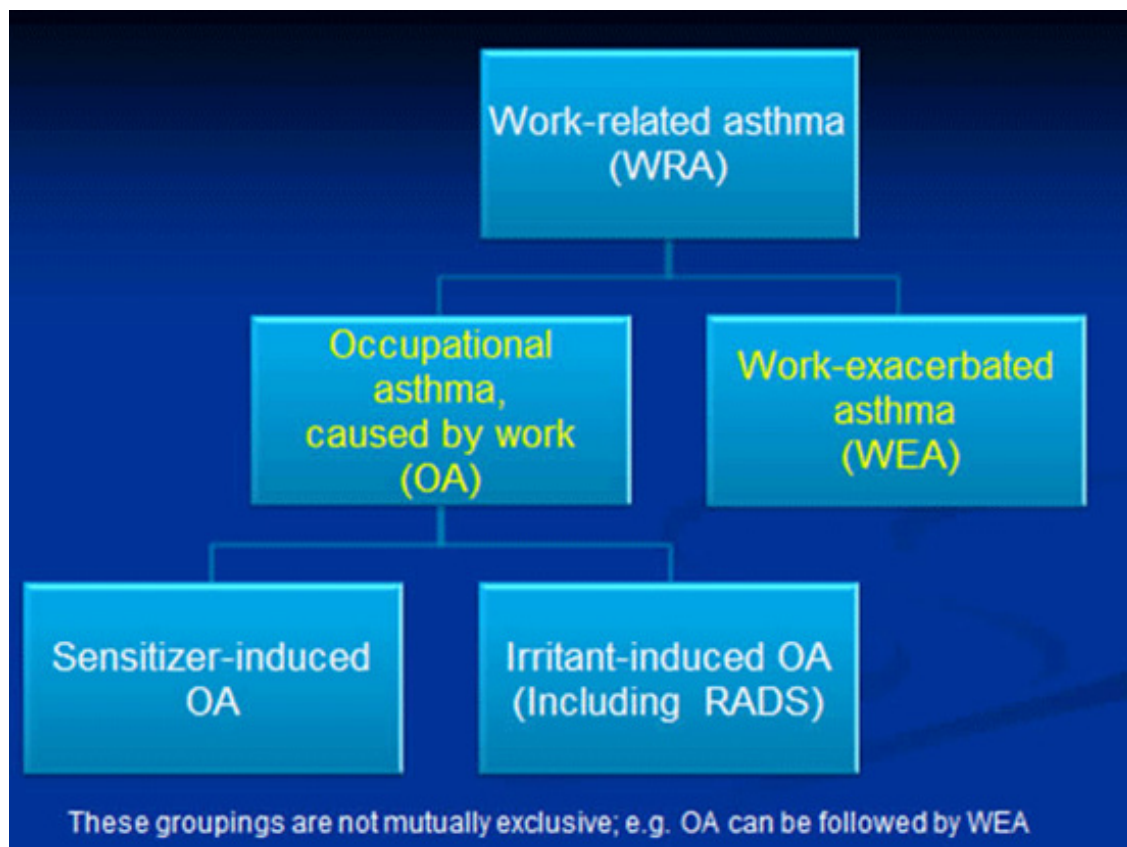 Work-related asthma
(WRA)
Occupational
asthma,
caused by work
(OA)
Work-exacerbated
asthma
(WEA)
Sensitizer-induced
OA
Irritant-induced OA
(Including RADS)
These groupings are not mutually exclusive; e.g. OA can be followed by WEA